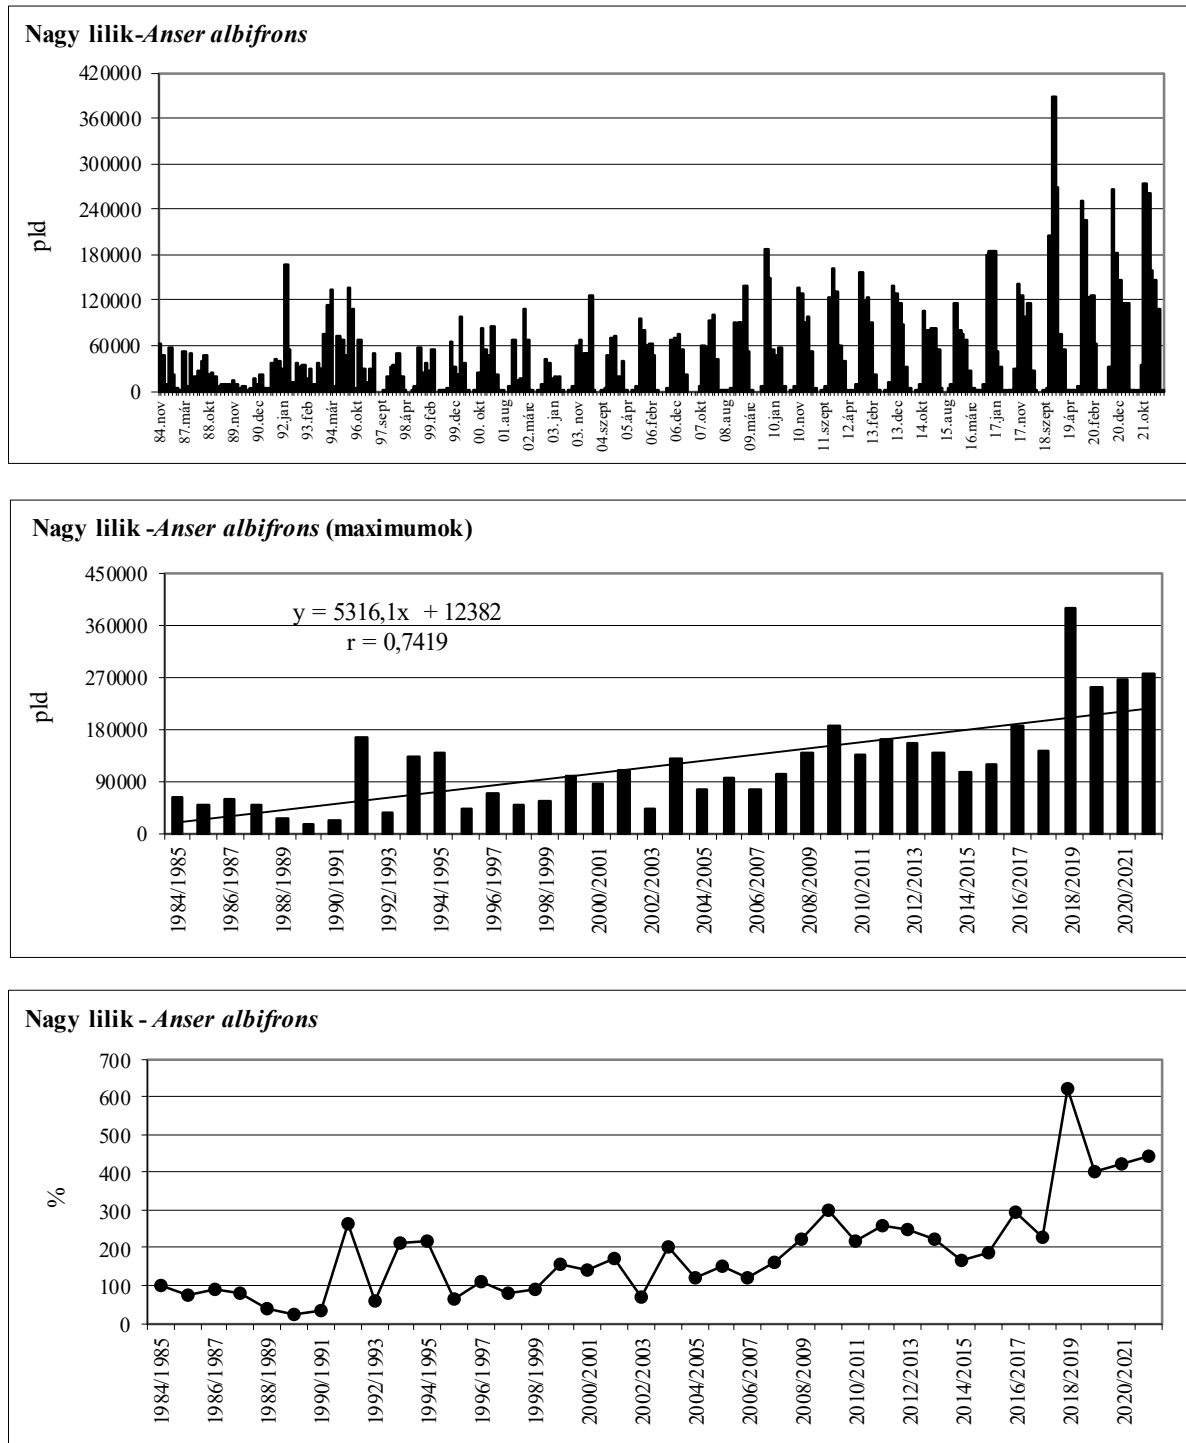 Nagy lilik-Anser albifrons
420000
360000
300000
240000
180000
120000
60000
0
pld
84.nov
87.már
88.okt
89.nov
90.dec
92.jan
93.feb
94.már
96.okt
97.sept
98.ápr
99.feb
99.dec
00. okt
01.aug
02.márc
03. jan
03. nov
04.szept
05.ápr
06.febr
06.dec
07.okt
08.aug
09.márc
10.jan
10.nov
11.szept
12.ápr
13.febr
13.dec
14.okt
15.aug
16.márc
17.jan
17.nov
18.szept
19.ápr
20.febr
20.dec
21.okt
Nagy lilik -Anser albifrons (maximumok)
450000
360000
270000
180000
90000
0
pld
y = 5316,1x + 12382
r = 0,7419
1984/1985
1986/1987
1988/1989
1990/1991
1992/1993
1994/1995
1996/1997
1998/1999
2000/2001
2002/2003
2004/2005
2006/2007
2008/2009
2010/2011
2012/2013
2014/2015
2016/2017
2018/2019
2020/2021
Nagy lilik - Anser albifrons
700
600
500
400
300
200
100
0
%
1984/1985
1986/1987
1988/1989
1990/1991
1992/1993
1994/1995
1996/1997
1998/1999
2000/2001
2002/2003
2004/2005
2006/2007
2008/2009
2010/2011
2012/2013
2014/2015
2016/2017
2018/2019
2020/2021